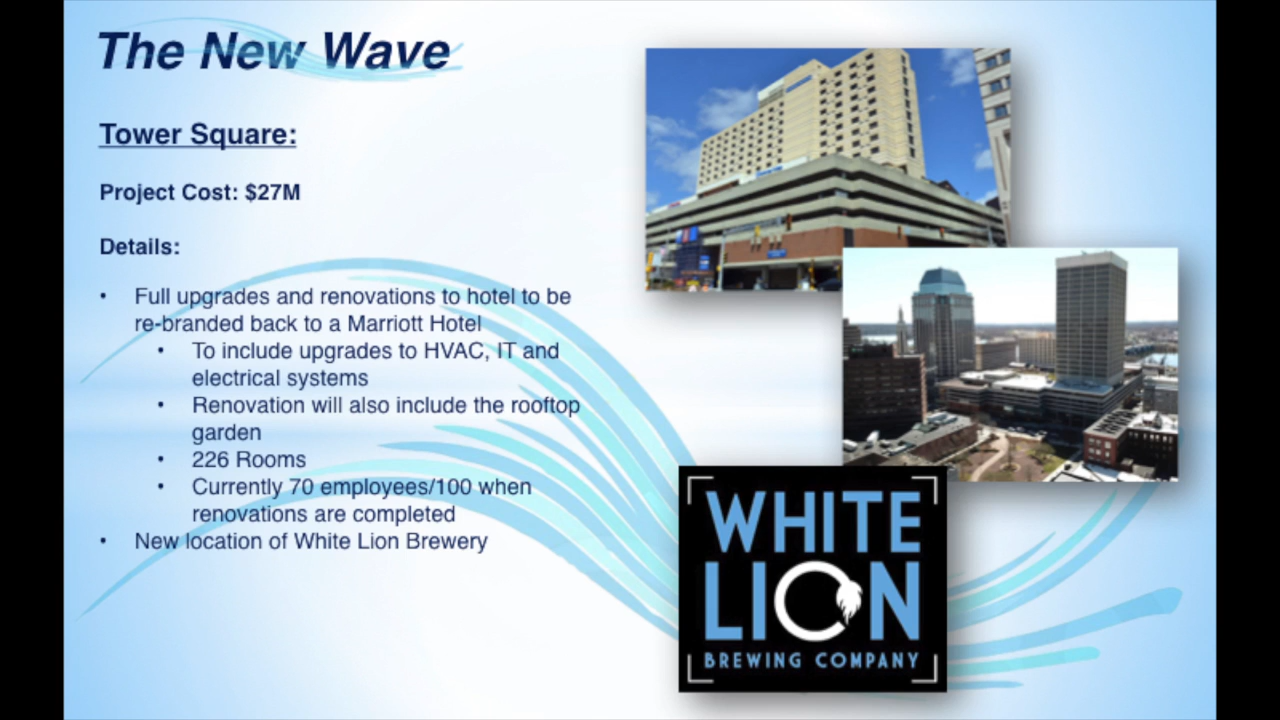 The New Wave
Tower Square:
Project Cost: $27M
Details:
• Full upgrades and renovations to hotel to be
re-branded back to a Marriott Hotel
• To include upgrades to HVAC, IT and
electrical systems
• Renovation will also include the rooftop
garden
• 226 Rooms
• Currently 70 employees/100 when
renovations are completed
• New location of White Lion Brewery
WHITE
LION
BREWING COMPANY